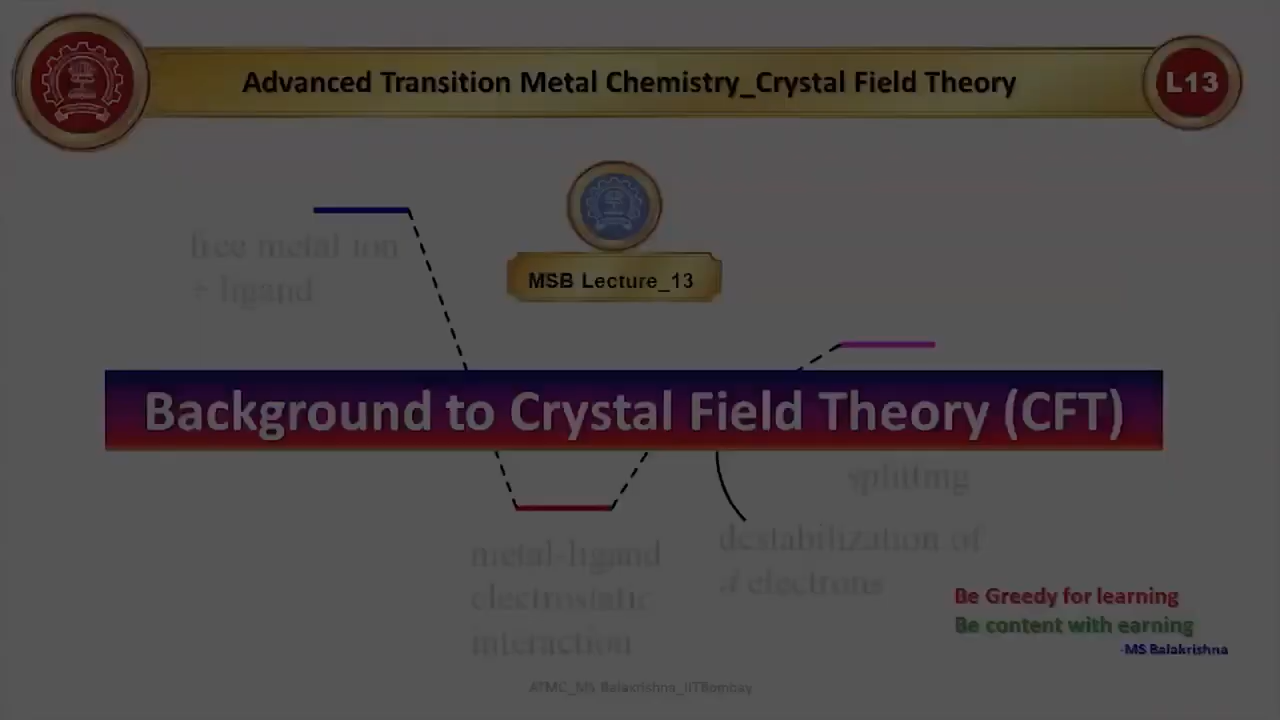 Advanced Transition Metal Chemistry_Crystal Field Theory
L13
free metal ion
+ ligand
MSB Lecture_13
Background to Crystal Field Theory (CFT)
splitting
destabilization of
d electrons
metal-ligand
electrostatic
interaction
Be Greedy for learning
Be content with earning
-MS Balakrishna
ATMC_MS Balakrishna_IITBombay